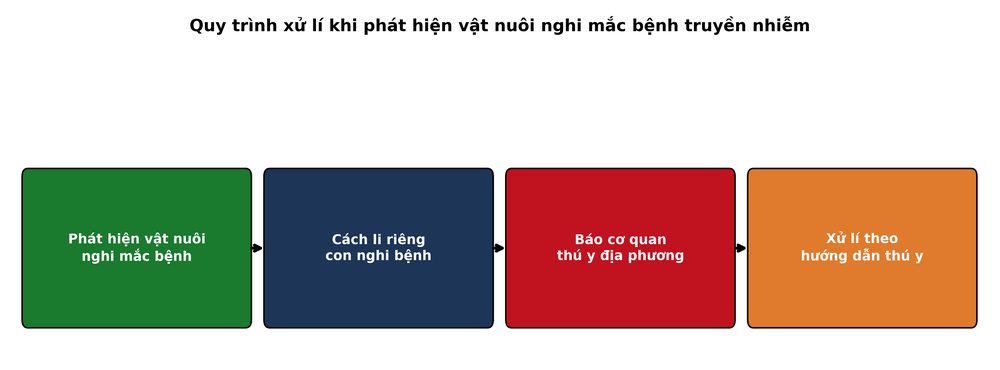 Quy trình xử lí khi phát hiện vật nuôi nghi mắc bệnh truyền nhiễm
Phát hiện vật nuôi
nghi mắc bệnh
Cách li riêng
con nghi bệnh
Báo cơ quan
thú y địa phương
Xử lí theo
hướng dẫn thú y